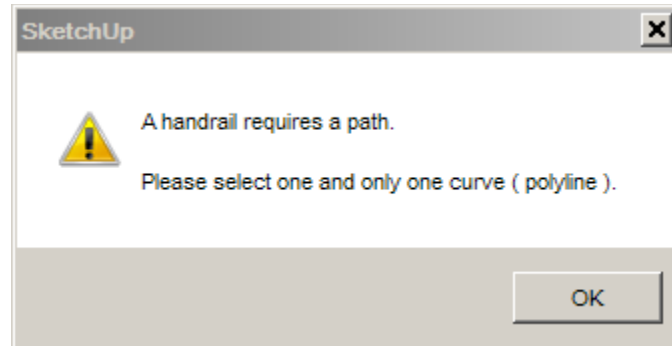 SketchUp
A handrail requires a path.
Please select one and only one curve ( polyline ).
OK